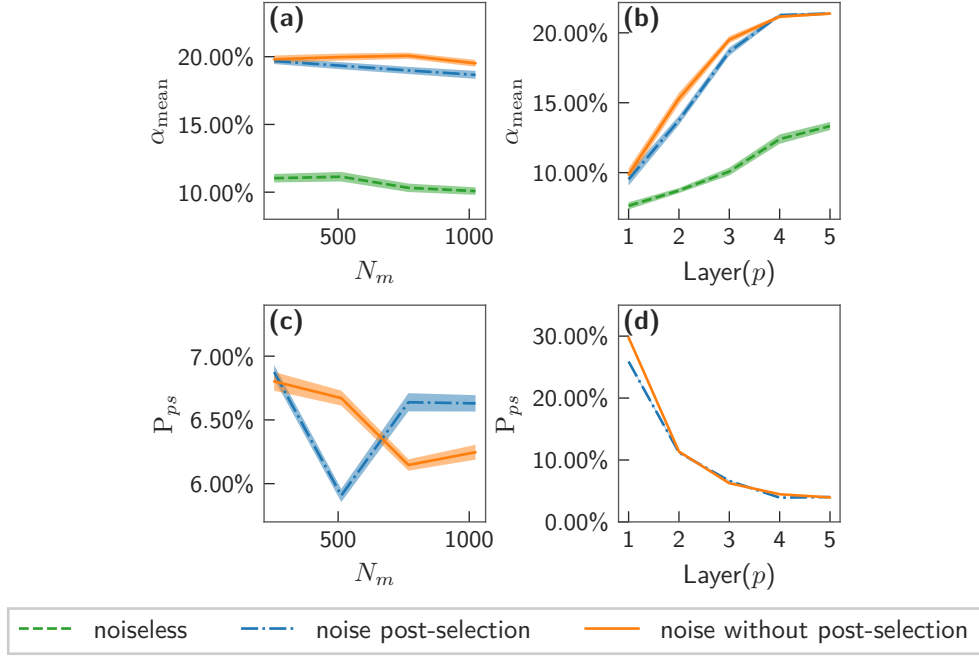 (a)
20.00%
15.00%
10.00%
α_mean
500 1000
N_m
(b)
20.00%
15.00%
10.00%
α_mean
1 2 3 4 5
Layer(p)
(c)
7.00%
6.50%
6.00%
P_ps
500 1000
N_m
(d)
30.00%
20.00%
10.00%
0.00%
P_ps
1 2 3 4 5
Layer(p)
noiseless noise post-selection noise without post-selection